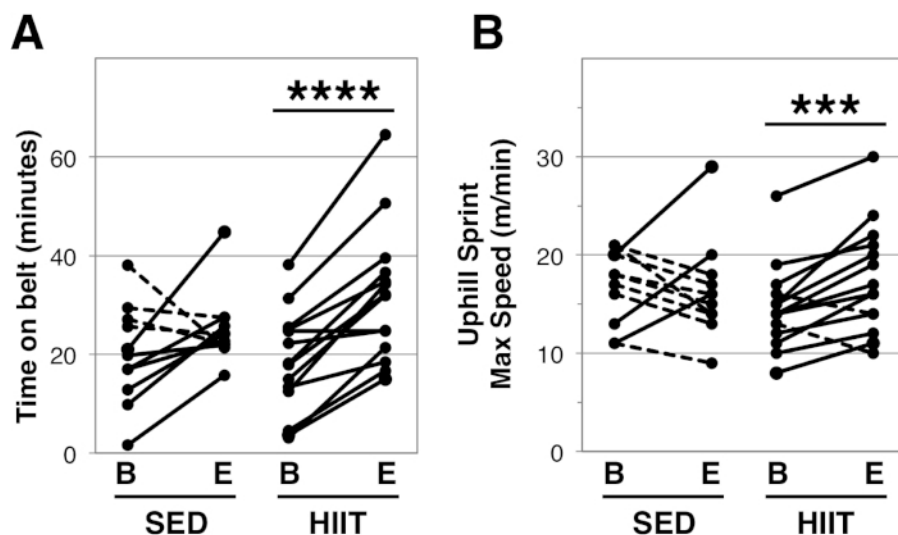 A
Time on belt (minutes)
60
40
20
0
****
B E B E
SED HIIT
B
Uphill Sprint
Max Speed (m/min)
30
20
10
0
***
B E B E
SED HIIT